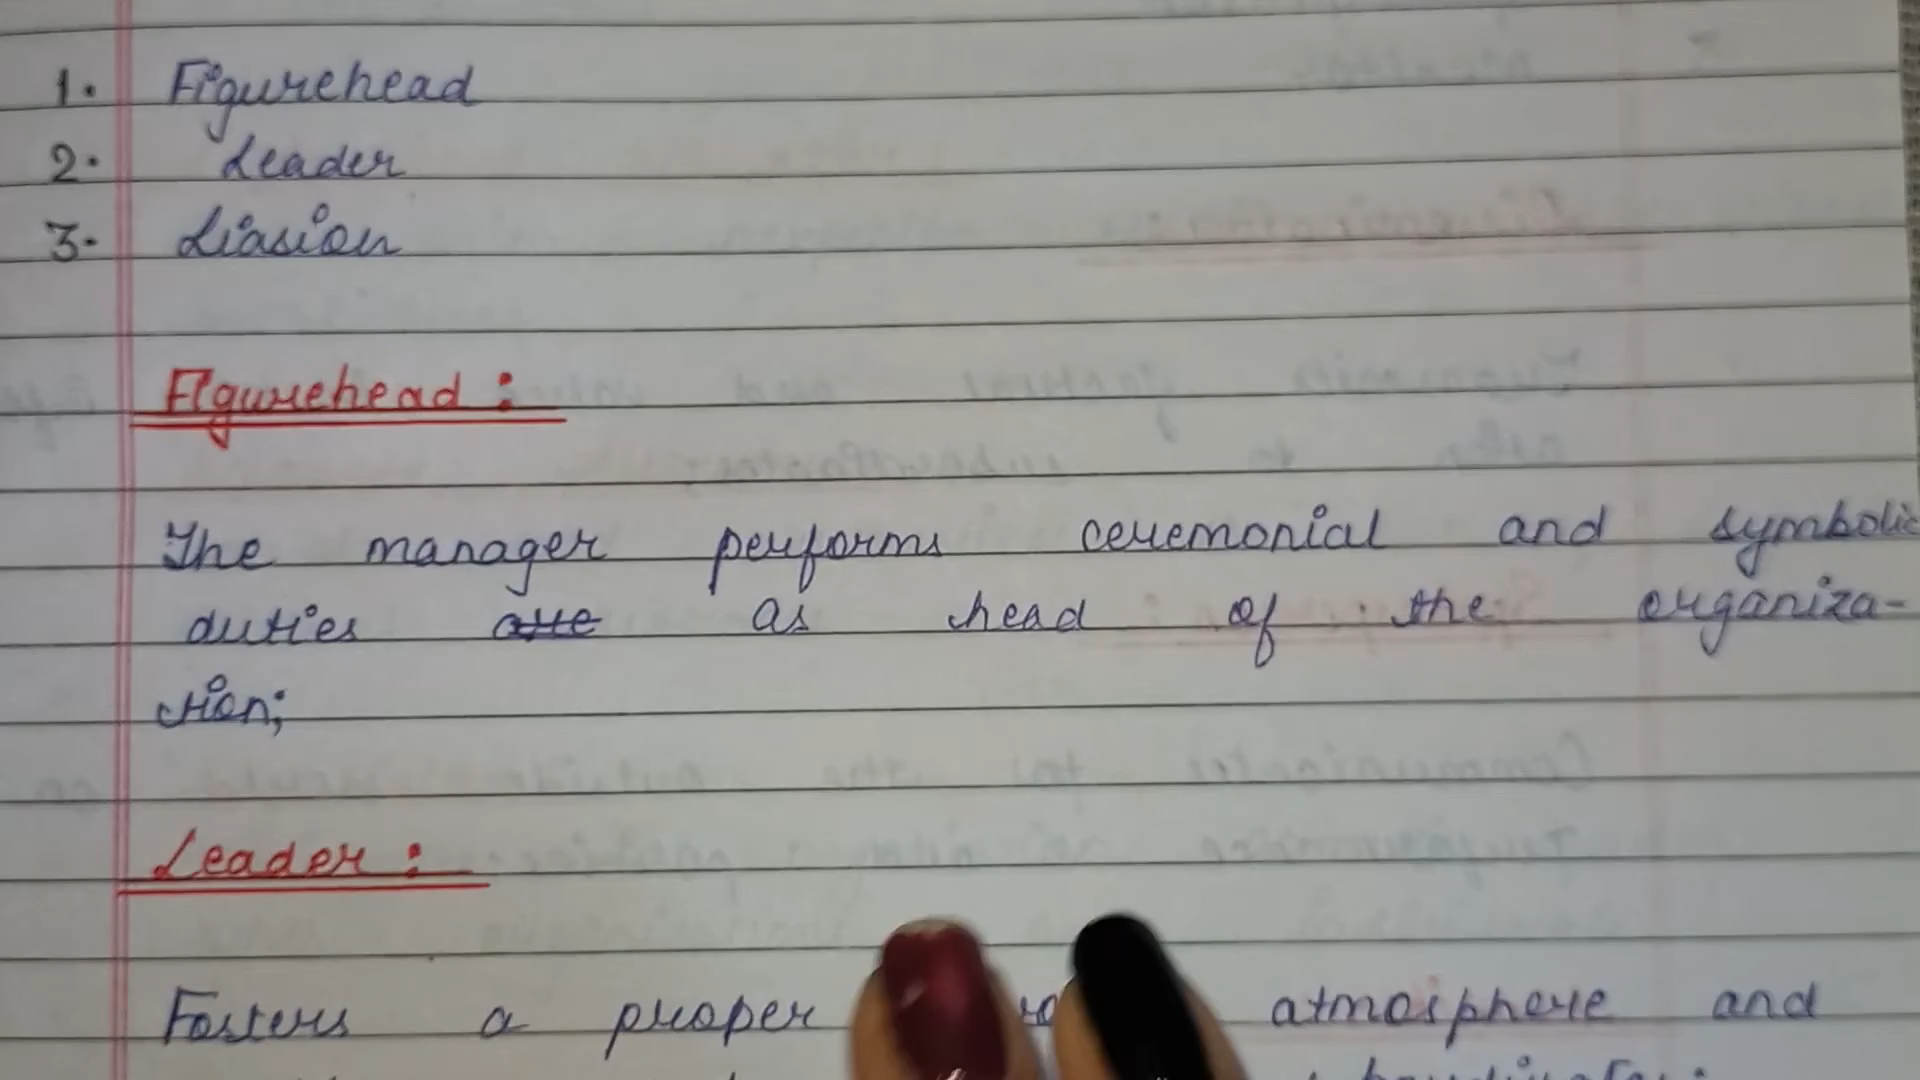 1. Figurehead
2. Leader
3. Liasion
Figurehead :
The manager performs ceremonial and symbolic
duties are as head of the organiza-
tion;
Leader :
Fosters a proper atmosphere and